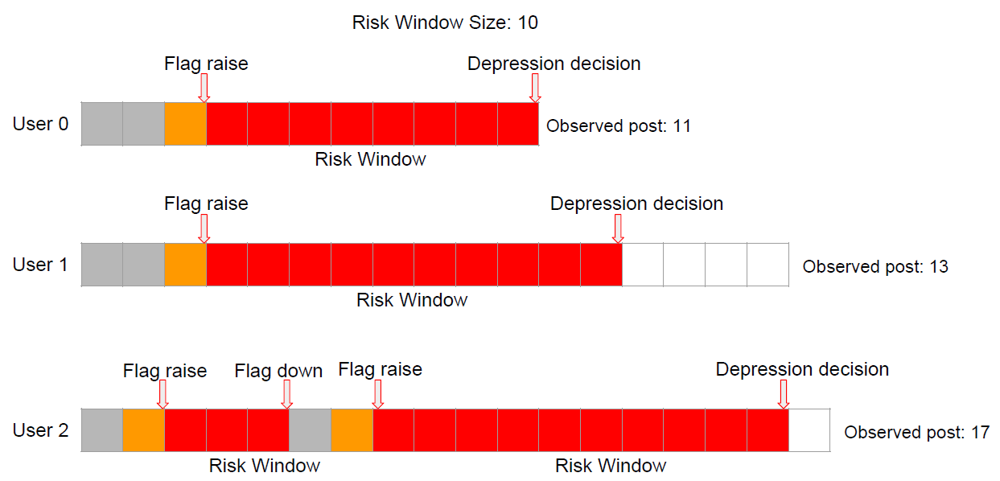 Risk Window Size: 10
Flag raise
Depression decision
User 0
Observed post: 11
Risk Window
Flag raise
Depression decision
User 1
Observed post: 13
Risk Window
Flag raise
Flag down
Flag raise
Depression decision
User 2
Observed post: 17
Risk Window
Risk Window